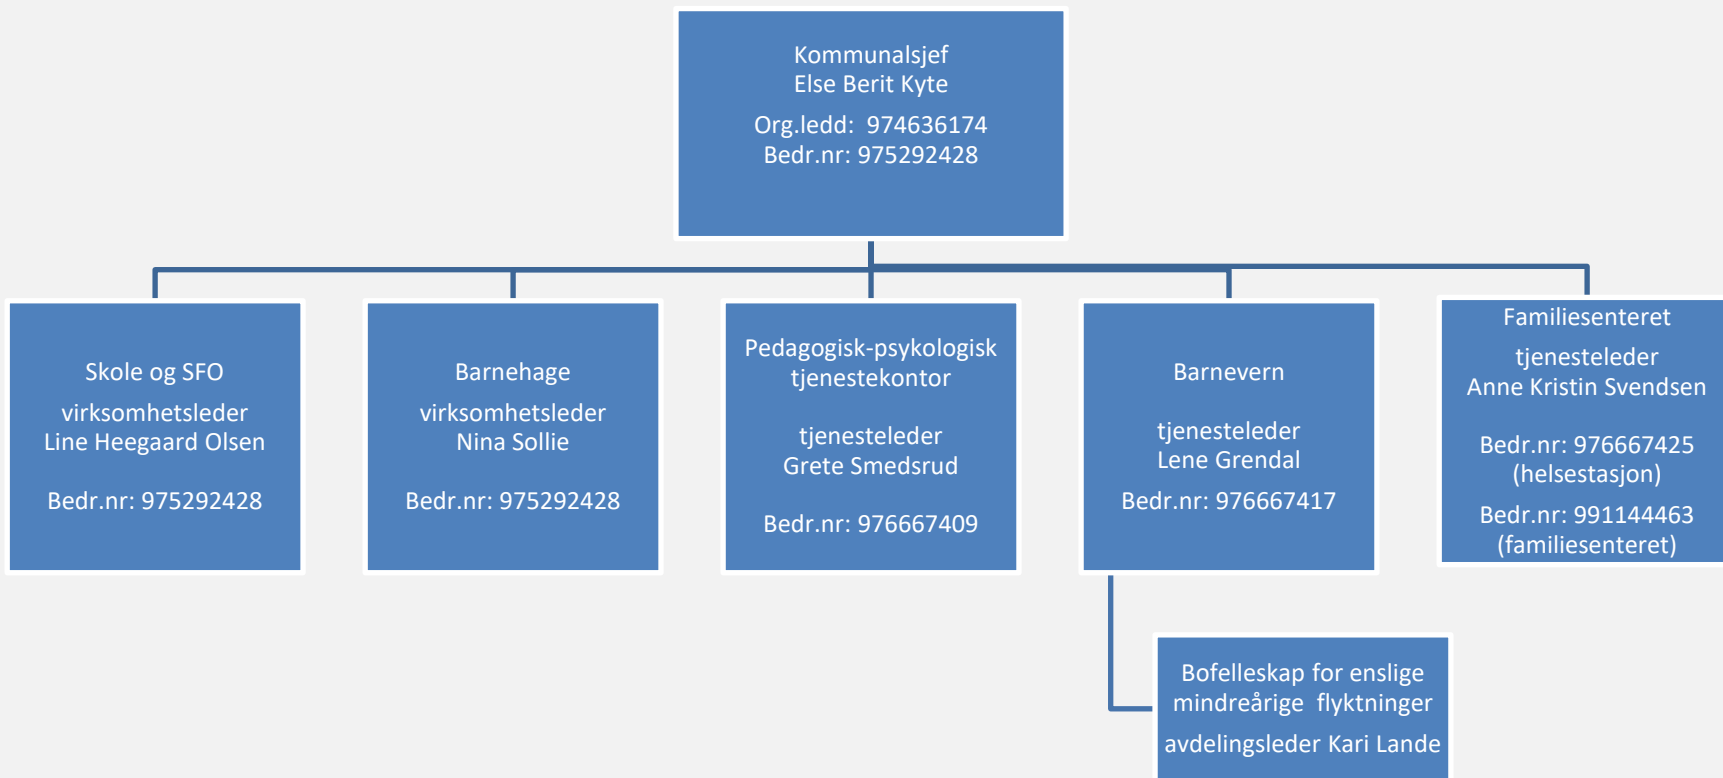 Kommunalsjef
Else Berit Kyte
Org.ledd:  974636174
Bedr.nr: 975292428
Skole og SFO
virksomhetsleder
Line Heegaard Olsen
Bedr.nr: 975292428
Barnehage
virksomhetsleder
Nina Sollie
Bedr.nr: 975292428
Pedagogisk-psykologisk
tjenestekontor
tjenesteleder
Grete Smedsrud
Bedr.nr: 976667409
Barnevern
tjenesteleder
Lene Grendal
Bedr.nr: 976667417
Familiesenteret
tjenesteleder
Anne Kristin Svendsen
Bedr.nr: 976667425
(helsestasjon)
Bedr.nr: 991144463
(familiesenteret)
Bofelleskap for enslige
mindreårige  flyktninger
avdelingsleder Kari Lande